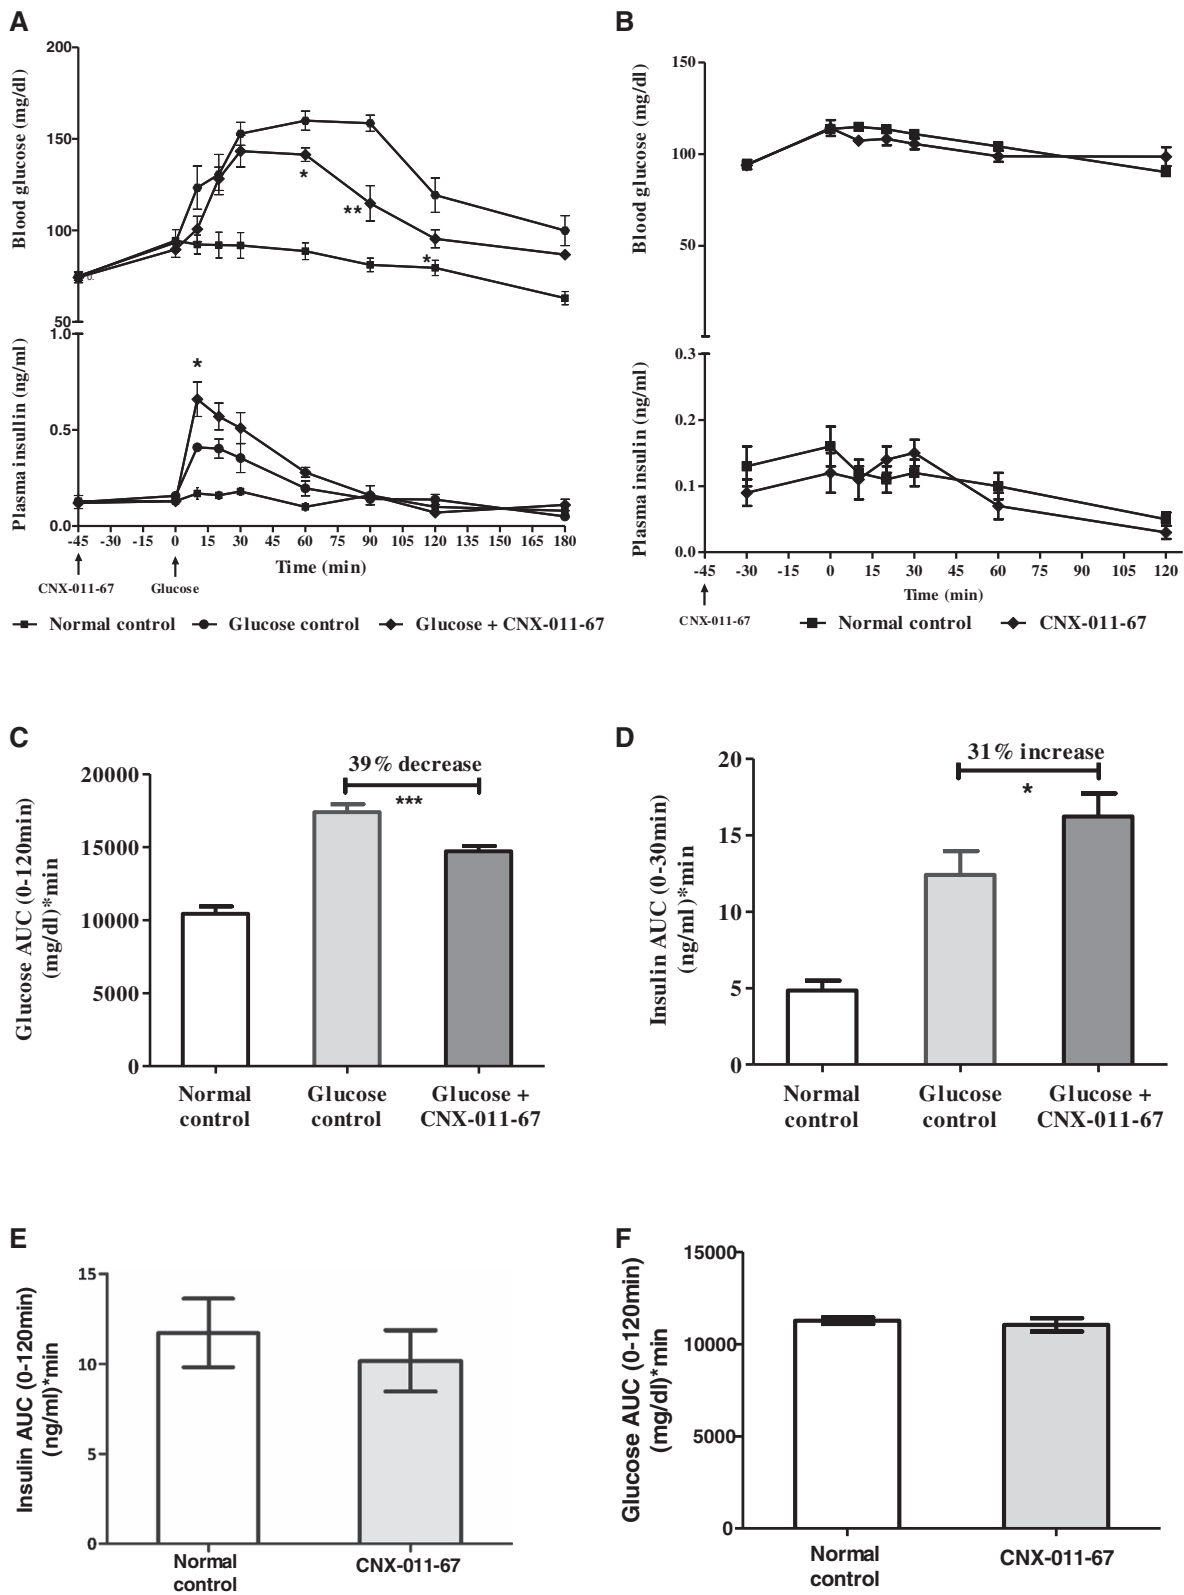 A
Blood glucose (mg/dl)
200
150
100
50
*
**
*
Plasma insullin (ng/ml)
1.0
0.5
0.0
*
-45 -30 -15 0 15 30 45 60 75 90 105 120 135 150 165 180
Time (min)
CNX-011-67
Glucose
Normal control
Glucose control
Glucose + CNX-011-67
B
Blood glucose (mg/dl)
150
100
50
Plasma insulin (ng/ml)
0.3
0.2
0.1
0.0
-45 -30 -15 0 15 30 45 60 75 90 105 120
Time (min)
CNX-011-67
Normal control
CNX-011-67
C
Glucose AUC (0-120min)
(mg/dl)*min
20000
15000
10000
5000
0
39% decrease
***
Normal
control
Glucose
control
Glucose +
CNX-011-67
D
Insulin AUC (0-30min)
(ng/ml)*min
20
15
10
5
0
31% increase
*
Normal
control
Glucose
control
Glucose +
CNX-011-67
E
Insulin AUC (0-120min)
(ng/ml)*min
15
10
5
0
Normal
control
CNX-011-67
F
Glucose AUC (0-120min)
(mg/dl)*min
15000
10000
5000
0
Normal
control
CNX-011-67